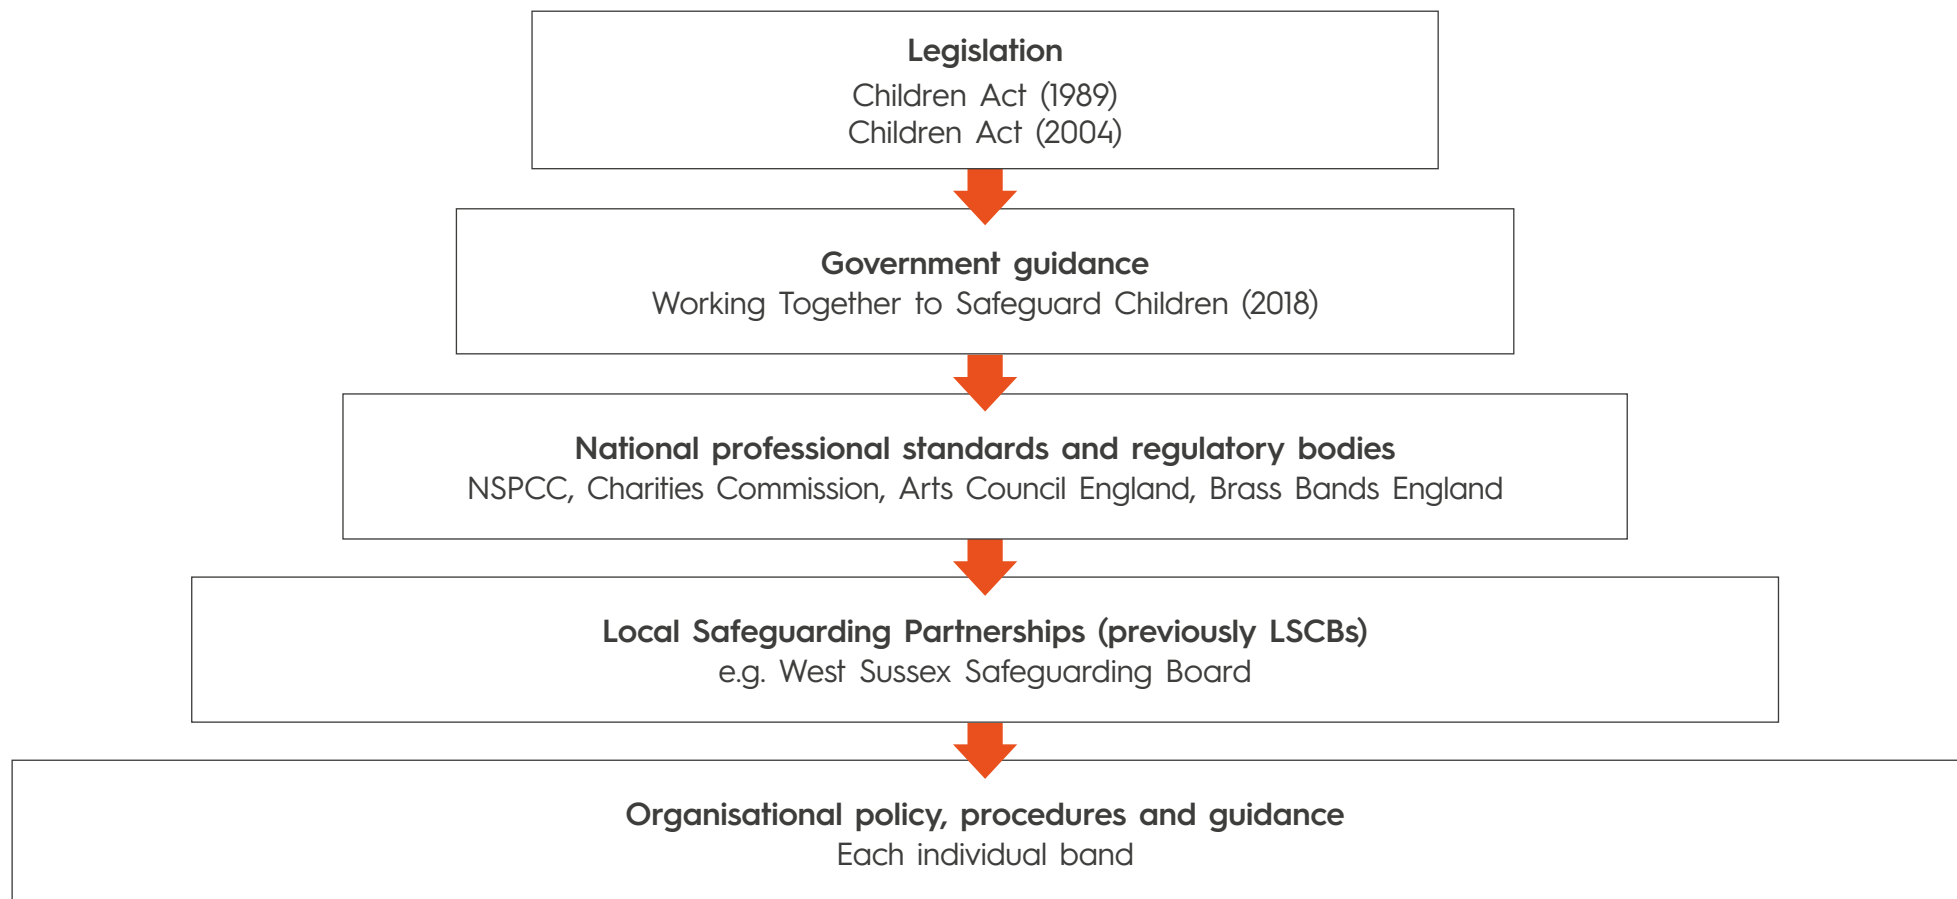 Legislation
Children Act (1989)
Children Act (2004)
Government guidance
Working Together to Safeguard Children (2018)
National professional standards and regulatory bodies
NSPCC, Charities Commission, Arts Council England, Brass Bands England
Local Safeguarding Partnerships (previously LSCBs)
e.g. West Sussex Safeguarding Board
Organisational policy, procedures and guidance
Each individual band